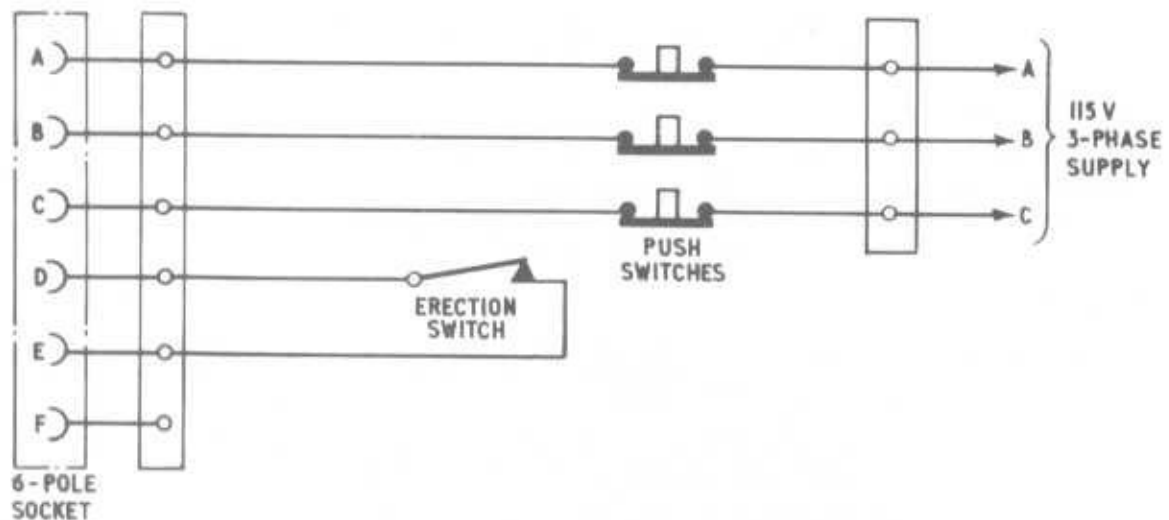 A
B
C
D
E
F
6-POLE
SOCKET
ERECTION
SWITCH
PUSH
SWITCHES
A
B
C
115 V
3-PHASE
SUPPLY